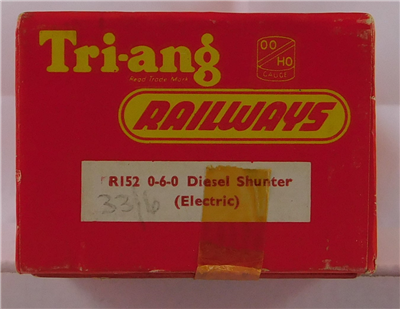 Tri-ang
Regd Trade Mark
OO
HO
GAUGE
RAILWAYS
R152 0-6-0 Diesel Shunter
33/6
(Electric)